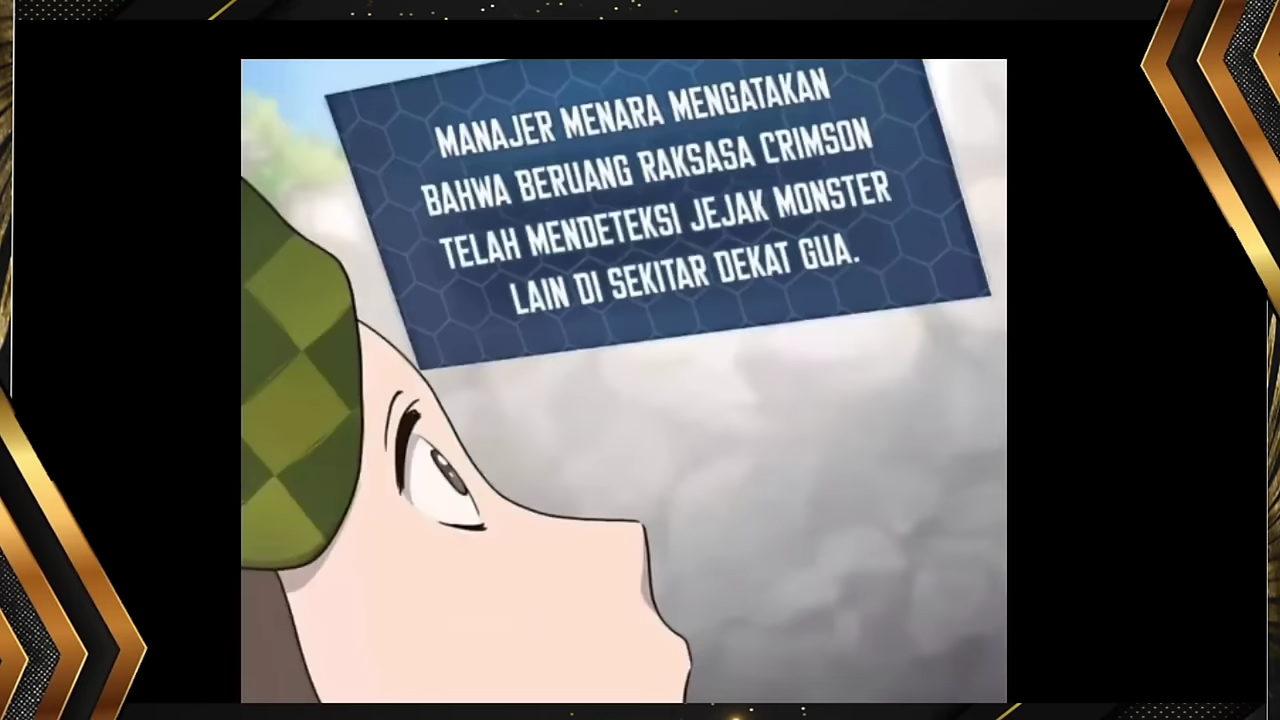 MANAJER MENARA MENGATAKAN
BAHWA BERUANG RAKSASA CRIMSON
TELAH MENDETEKSI JEJAK MONSTER
LAIN DI SEKITAR DEKAT GUA.